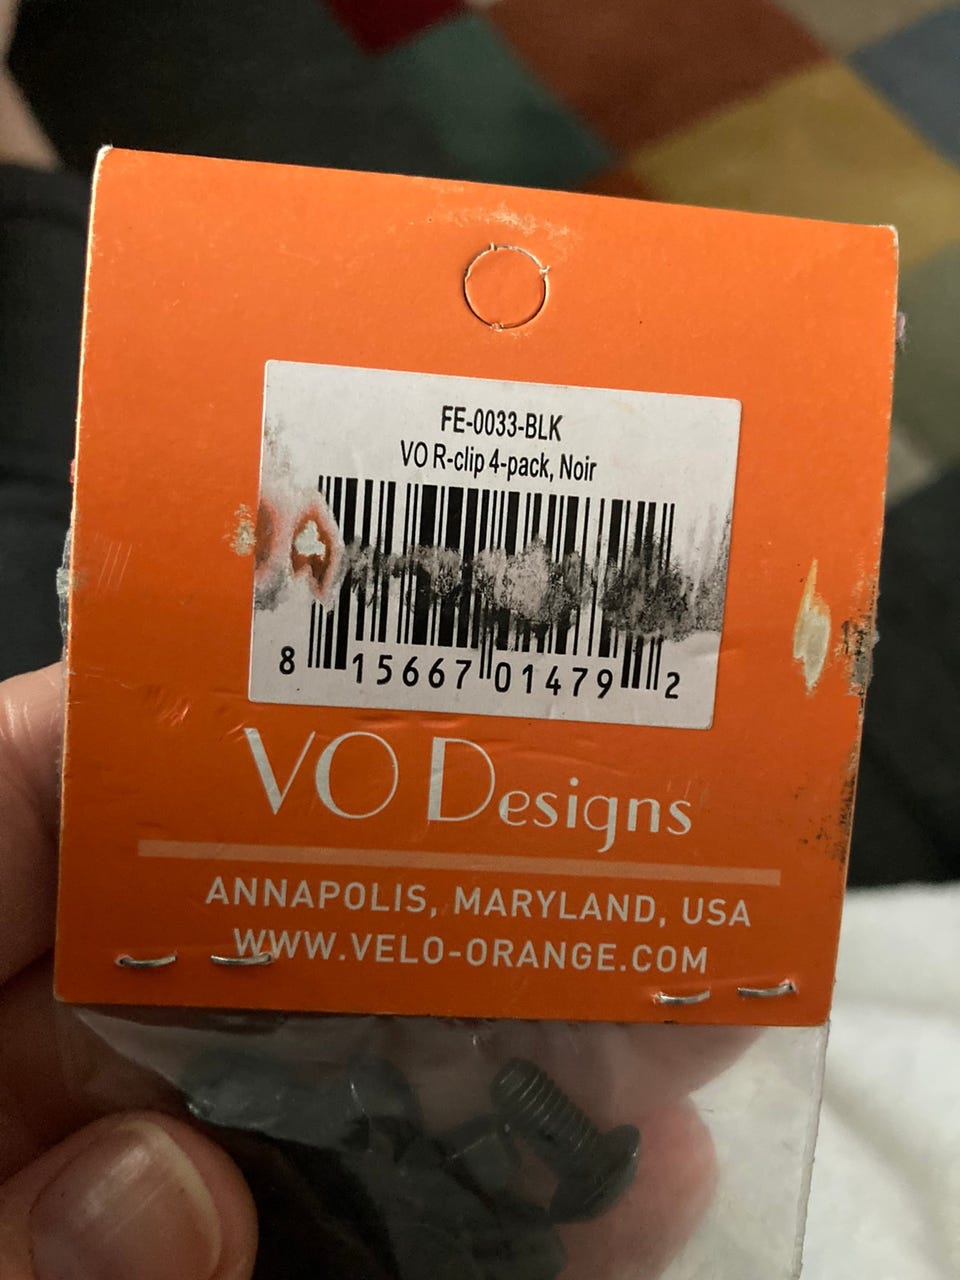 FE-0033-BLK
VO R-clip 4-pack, Noir
8 15667 01479 2
VO Designs
ANNAPOLIS, MARYLAND, USA
WWW.VELO-ORANGE.COM